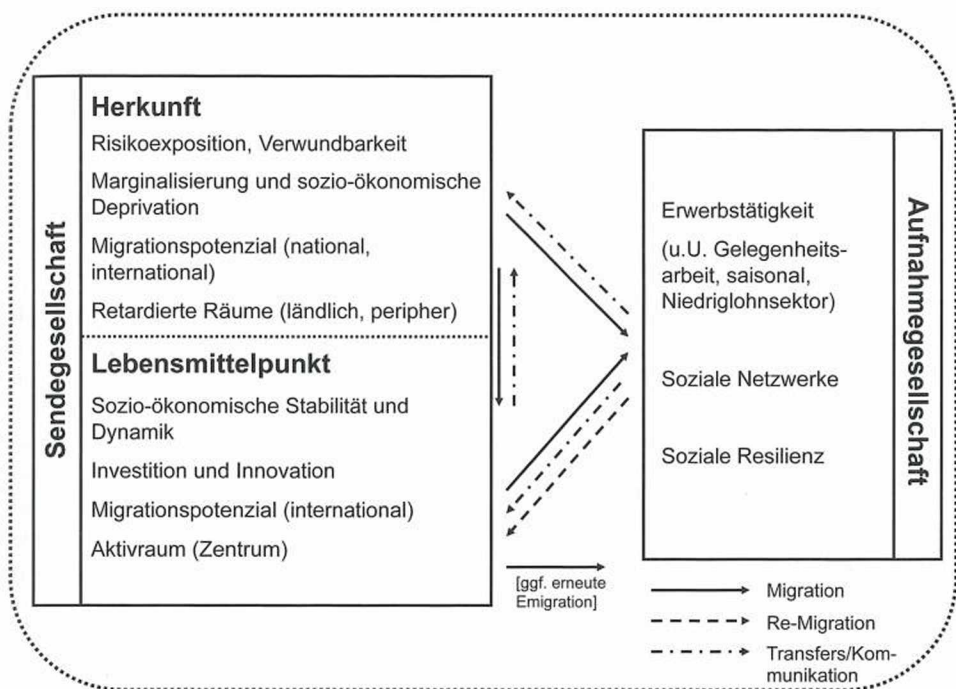 Sendegesellschaft
Herkunft
Risikoexposition, Verwundbarkeit
Marginalisierung und sozio-ökonomische
Deprivation
Migrationspotenzial (national,
international)
Retardierte Räume (ländlich, peripher)
Lebensmittelpunkt
Sozio-ökonomische Stabilität und
Dynamik
Investition und Innovation
Migrationspotenzial (international)
Aktivraum (Zentrum)
[ggf. erneute
Emigration]
Erwerbstätigkeit
(u.U. Gelegenheits-
arbeit, saisonal,
Niedriglohnsektor)
Soziale Netzwerke
Soziale Resilienz
Aufnahmegesellschaft
Migration
Re-Migration
Transfers/Kom-
munikation